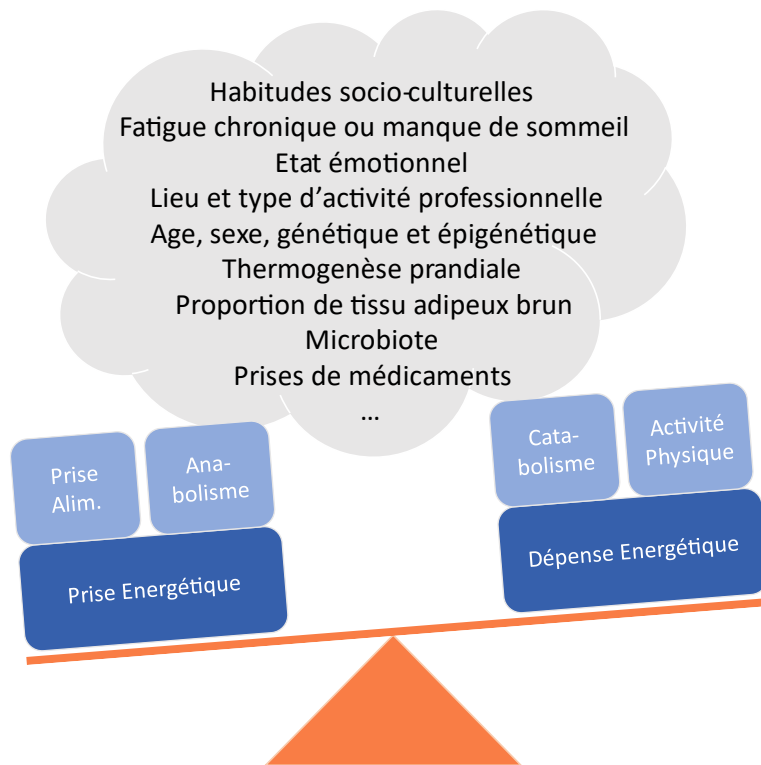 Habitudes socio-culturelles
Fatigue chronique ou manque de sommeil
Etat émotionnel
Lieu et type d'activité professionnelle
Age, sexe, génétique et épigénétique
Thermogenèse prandiale
Proportion de tissu adipeux brun
Microbiote
Prises de médicaments
...
Prise
Alim.
Ana-
bolisme
Cata-
bolisme
Activité
Physique
Prise Energétique
Dépense Energétique